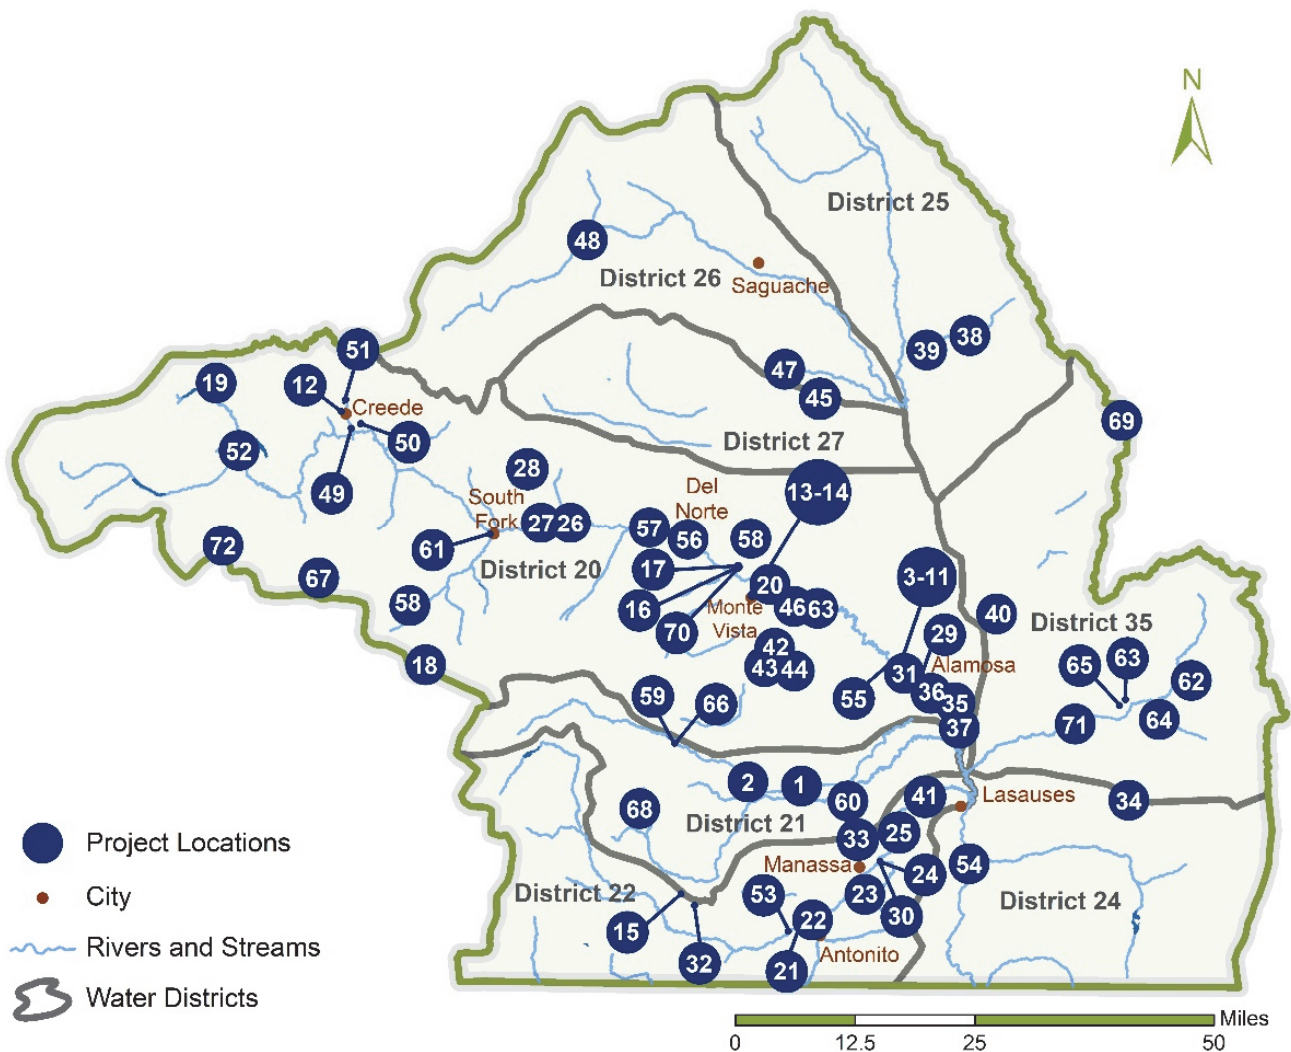 N
District 25
48
District 26
Saguache
51
39
38
19
12
47
Creede
45
50
69
52
District 27
28
13-14
49
South
Fork
Del
Norte
27
26
57
56
58
72
61
District 20
17
3-11
67
20
58
16
Monte
Vista
46
63
40
70
29
District 35
42
Alamosa
18
43
44
31
65
63
62
59
66
55
36
35
71
64
37
2
1
60
41
Lasauses
34
68
District 21
33
25
Manassa
54
24
Project Locations
District 22
53
23
District 24
City
22
30
15
Antonito
Rivers and Streams
32
21
Water Districts
Miles
0
12.5
25
50